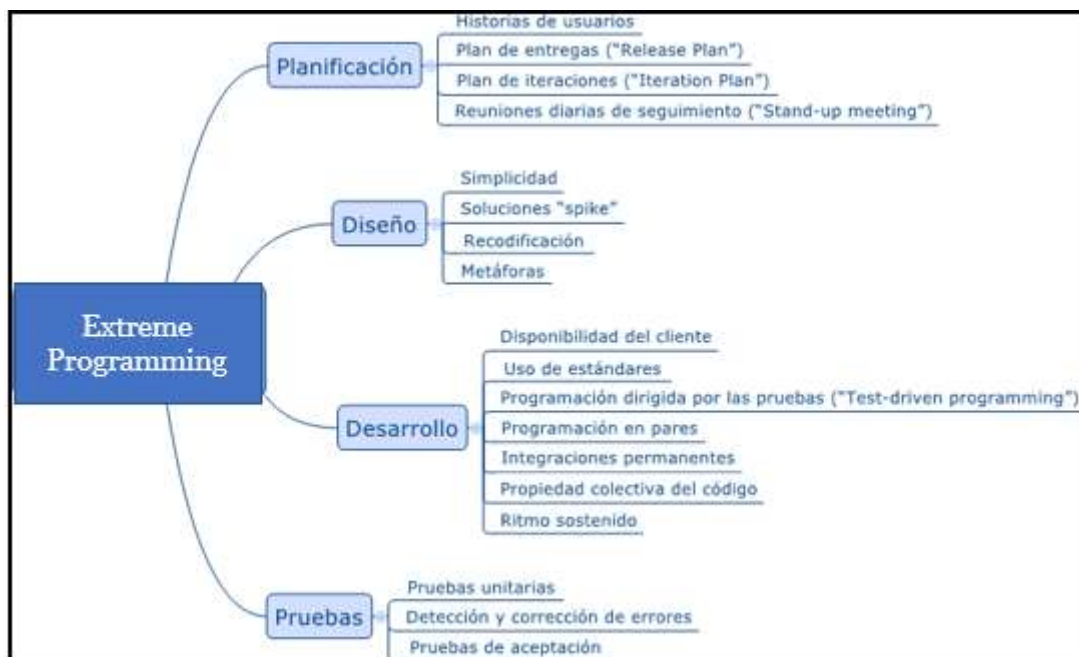 Extreme
Programming
Planificación
Historias de usuarios
Plan de entregas (“Release Plan”)
Plan de iteraciones (“Iteration Plan”)
Reuniones diarias de seguimiento (“Stand-up meeting”)
Diseño
Simplicidad
Soluciones “spike”
Recodificación
Metáforas
Desarrollo
Disponibilidad del cliente
Uso de estándares
Programación dirigida por las pruebas (“Test-driven programming”)
Programación en pares
Integraciones permanentes
Propiedad colectiva del código
Ritmo sostenido
Pruebas
Pruebas unitarias
Detección y corrección de errores
Pruebas de aceptación